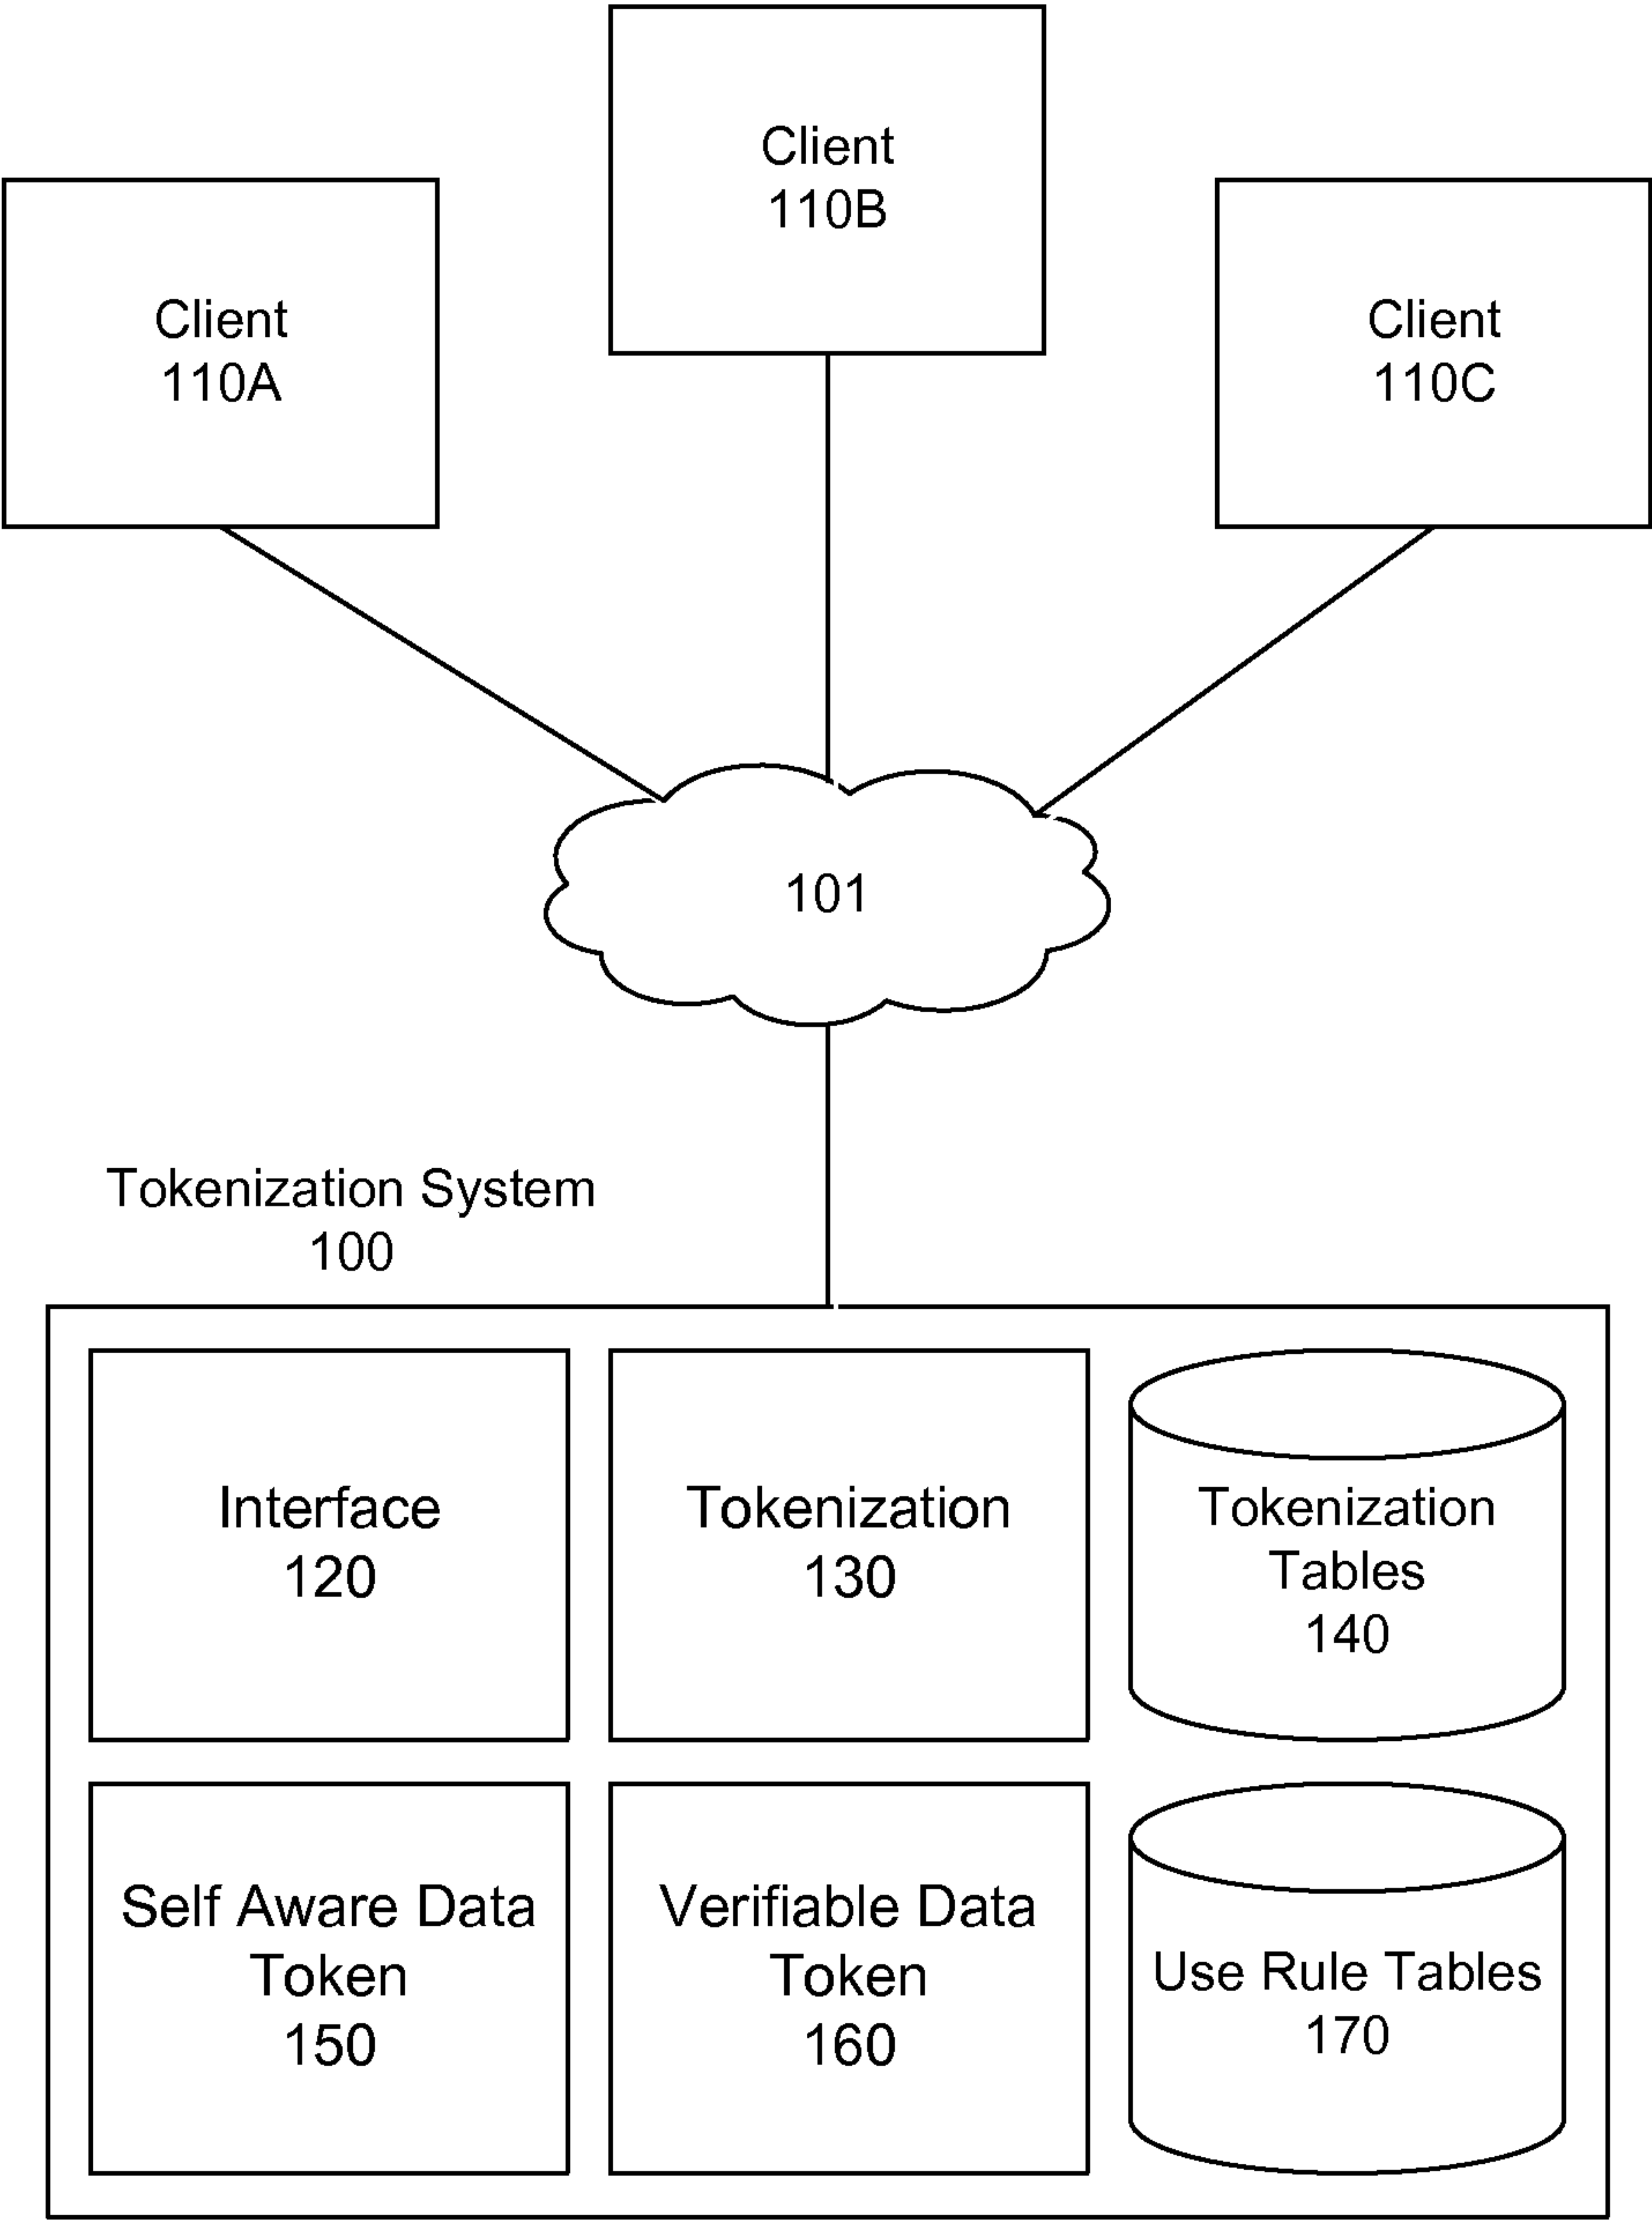 Client
110B
Client
110A
Client
110C
101
Tokenization System
100
Interface
120
Tokenization
130
Tokenization
Tables
140
Self Aware Data
Token
150
Verifiable Data
Token
160
Use Rule Tables
170